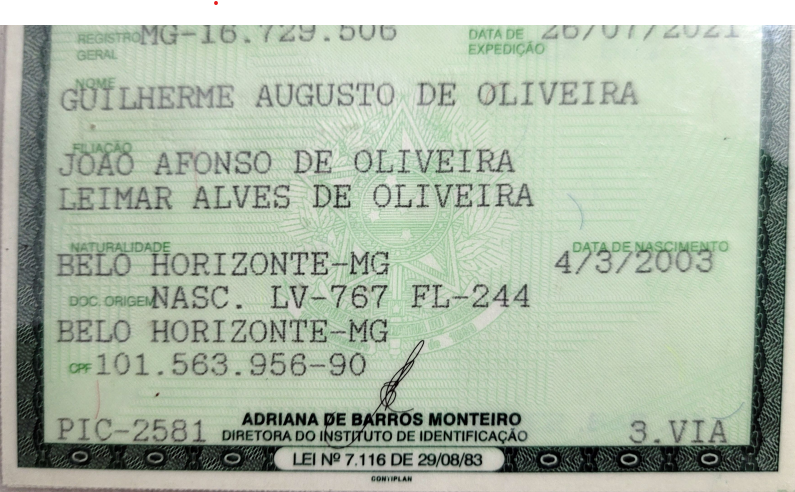 REGISTRO GERAL MG-16.729.506 DATA DE EXPEDIÇÃO 26/07/2021
NOME
GUILHERME AUGUSTO DE OLIVEIRA
FILIAÇÃO
JOAO AFONSO DE OLIVEIRA
LEIMAR ALVES DE OLIVEIRA
NATURALIDADE DATA DE NASCIMENTO
BELO HORIZONTE-MG 4/3/2003
DOC. ORIGEM NASC. LV-767 FL-244
BELO HORIZONTE-MG
CPF 101.563.956-90
ADRIANA DE BARROS MONTEIRO
PIC-2581 DIRETORA DO INSTITUTO DE IDENTIFICAÇÃO 3.VIA
LEI Nº 7.116 DE 29/08/83
CONTIPLAN